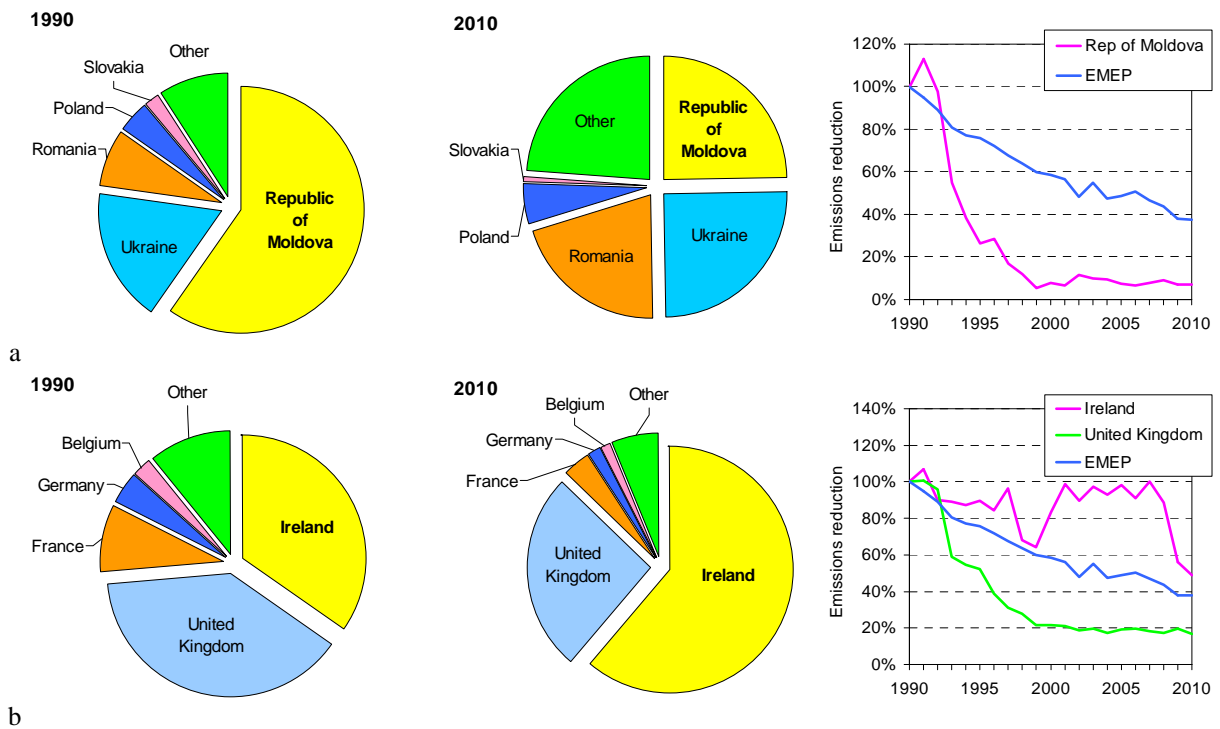 1990
Other
Slovakia
Poland
Romania
Ukraine
Republic
of
Moldova
2010
Other
Republic
of
Moldova
Slovakia
Poland
Romania
Ukraine
Rep of Moldova
EMEP
Emissions reduction
120%
100%
80%
60%
40%
20%
0%
1990 1995 2000 2005 2010
a
1990
Other
Belgium
Germany
France
Ireland
United
Kingdom
2010
Other
Belgium
Germany
France
United
Kingdom
Ireland
Ireland
United Kingdom
EMEP
Emissions reduction
140%
120%
100%
80%
60%
40%
20%
0%
1990 1995 2000 2005 2010
b